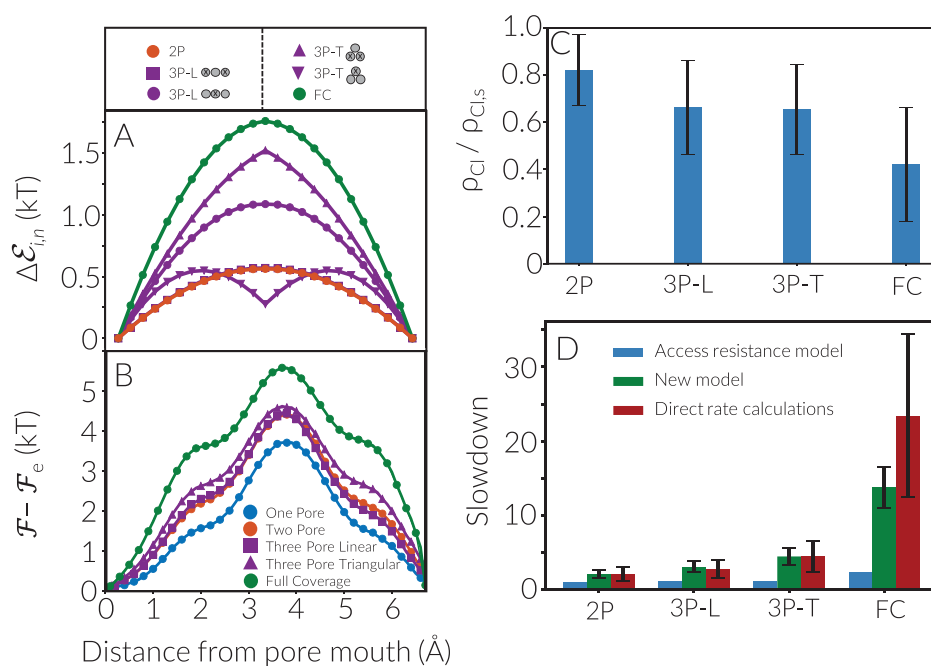 2P
3P-L
3P-L
3P-T
3P-T
FC
A
1.5
1.0
0.5
0
Δℰi,n (kT)
B
5
4
3
2
1
0
ℱ– ℱe (kT)
One Pore
Two Pore
Three Pore Linear
Three Pore Triangular
Full Coverage
0 1 2 3 4 5 6
Distance from pore mouth (Å)
C
1.0
0.8
0.6
0.4
0.2
0
ρCl / ρCl,s
2P 3P-L 3P-T FC
D
Access resistance model
New model
Direct rate calculations
30
20
10
0
Slowdown
2P 3P-L 3P-T FC